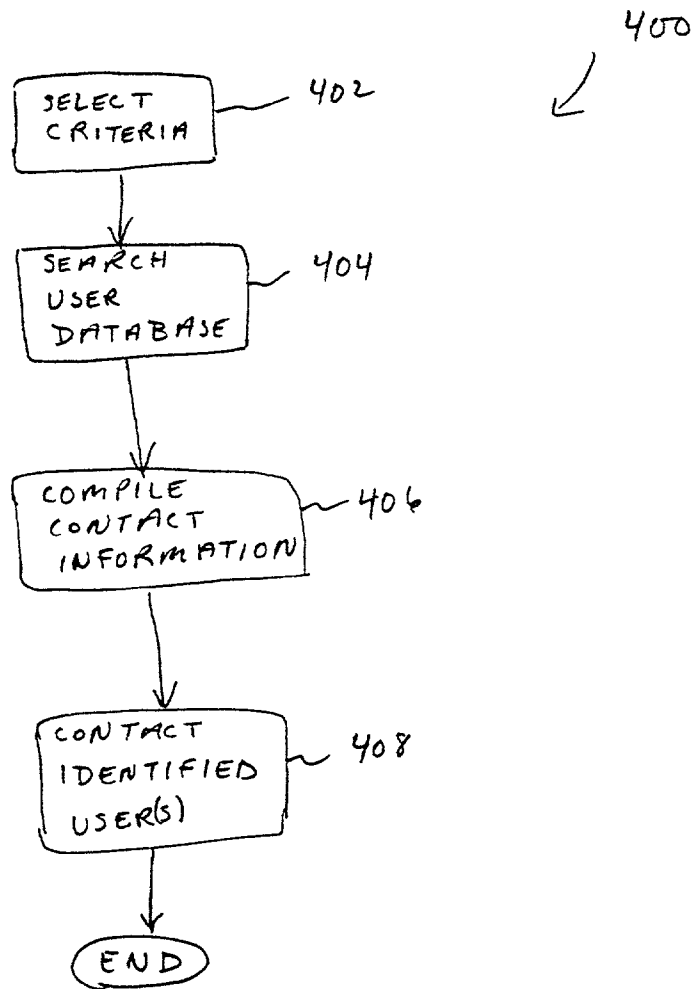 400
SELECT
CRITERIA
402
SEARCH
USER
DATABASE
404
COMPILE
CONTACT
INFORMATION
406
CONTACT
IDENTIFIED
USER(S)
408
END